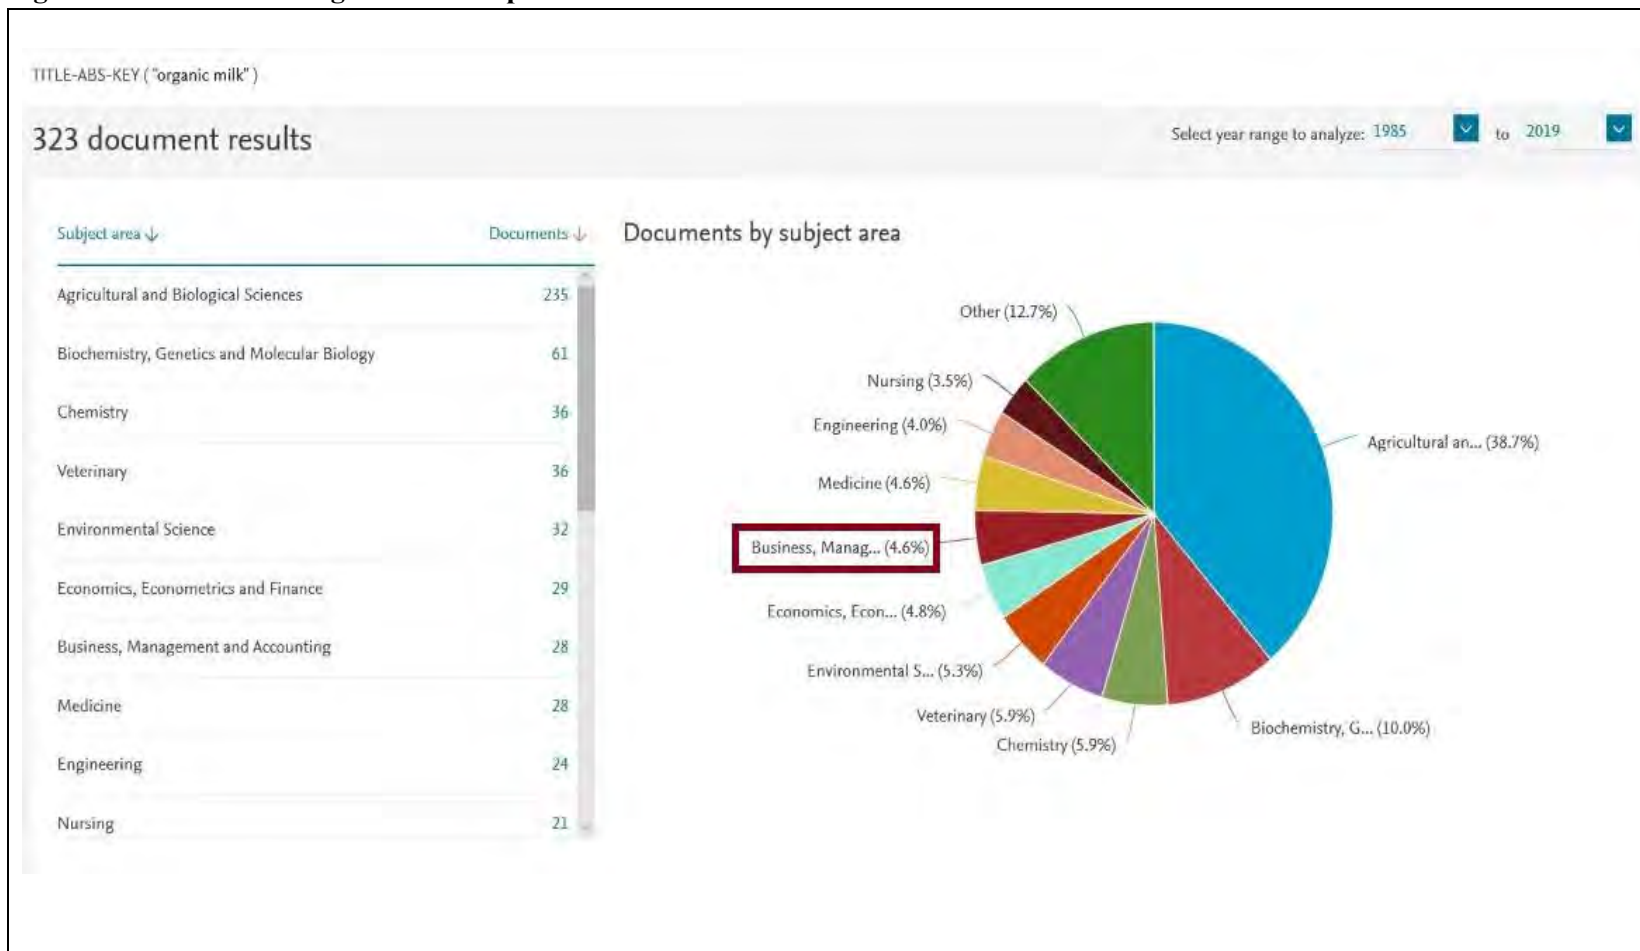 TITLE-ABS-KEY ( "organic milk" )
323 document results
Select year range to analyze: 1985 to 2019
Subject area Documents
Agricultural and Biological Sciences 235
Biochemistry, Genetics and Molecular Biology 61
Chemistry 36
Veterinary 36
Environmental Science 32
Economics, Econometrics and Finance 29
Business, Management and Accounting 28
Medicine 28
Engineering 24
Nursing 21
Documents by subject area
Other (12.7%)
Nursing (3.5%)
Engineering (4.0%)
Agricultural an... (38.7%)
Medicine (4.6%)
Business, Manag... (4.6%)
Economics, Econ... (4.8%)
Environmental S... (5.3%)
Veterinary (5.9%)
Biochemistry, G... (10.0%)
Chemistry (5.9%)